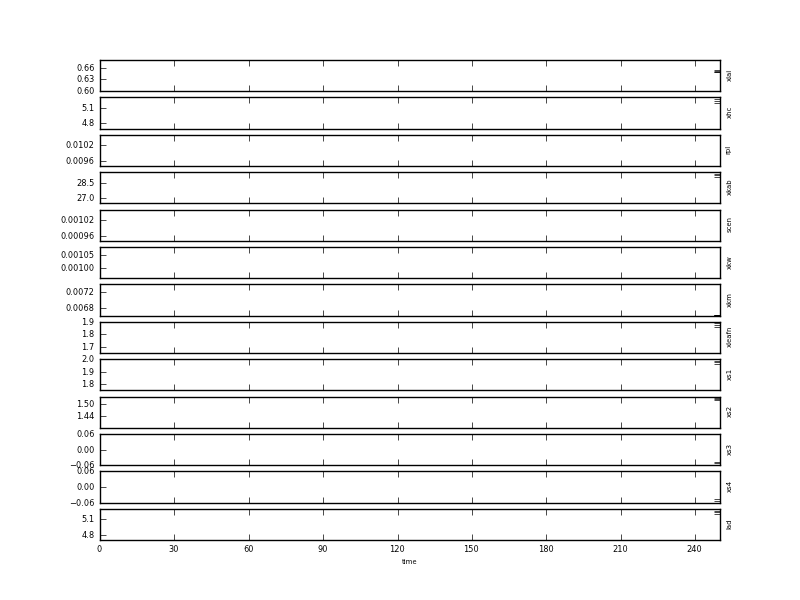 0.66
0.63
0.60
xlai
5.1
4.8
xhc
0.0102
0.0096
rpl
28.5
27.0
xkab
0.00102
0.00096
scen
0.00105
0.00100
xkw
0.0072
0.0068
xkm
1.9
1.8
1.7
xleafn
2.0
1.9
1.8
xs1
1.50
1.44
xs2
0.06
0.00
−0.06
xs3
0.06
0.00
−0.06
xs4
5.1
4.8
lad
0 30 60 90 120 150 180 210 240
time